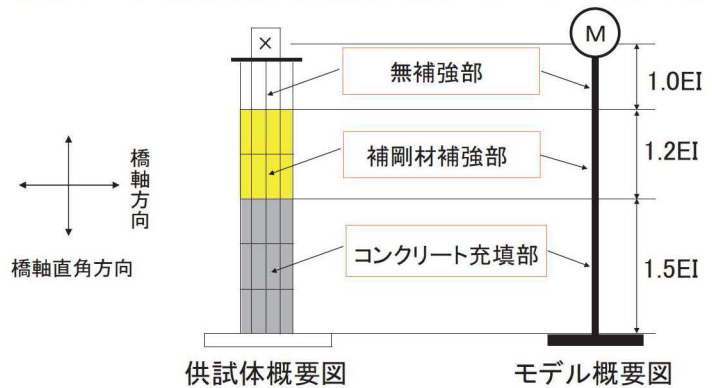 ×
M
無補強部
1.0EI
補剛材補強部
1.2EI
橋軸方向
橋軸直角方向
コンクリート充填部
1.5EI
供試体概要図
モデル概要図